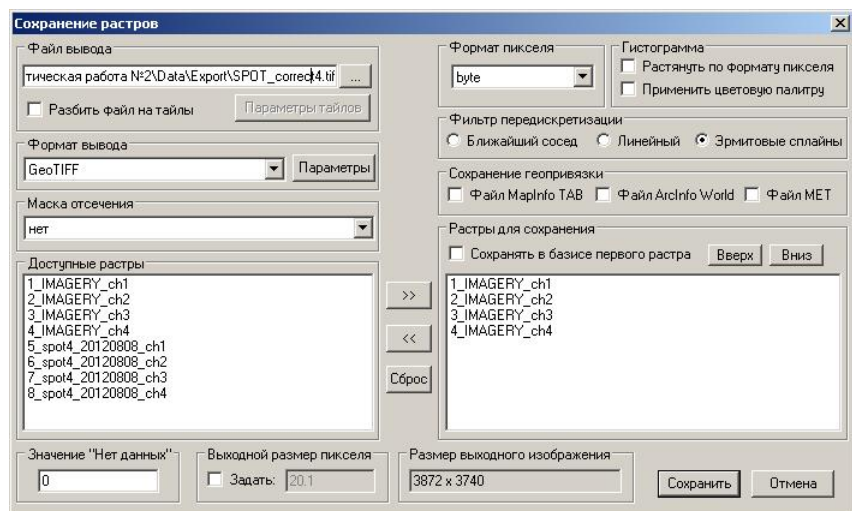 Сохранение растров
Файл вывода
тическая работа №2\Data\Export\SPOT_correct4.tif
...
Разбить файл на тайлы
Параметры тайлов
Формат вывода
GeoTIFF
Параметры
Маска отсечения
нет
Доступные растры
1_IMAGERY_ch1
2_IMAGERY_ch2
3_IMAGERY_ch3
4_IMAGERY_ch4
5_spot4_20120808_ch1
6_spot4_20120808_ch2
7_spot4_20120808_ch3
8_spot4_20120808_ch4
>>
<<
Сброс
Формат пикселя
byte
Гистограмма
Растянуть по формату пикселя
Применить цветовую палитру
Фильтр передискретизации
Ближайший сосед Линейный Эрмитовые сплайны
Сохранение геопривязки
Файл MapInfo TAB Файл ArcInfo World Файл MET
Растры для сохранения
Сохранять в базисе первого растра Вверх Вниз
1_IMAGERY_ch1
2_IMAGERY_ch2
3_IMAGERY_ch3
4_IMAGERY_ch4
Значение "Нет данных"
0
Выходной размер пикселя
Задать: 20.1
Размер выходного изображения
3872 x 3740
Сохранить Отмена